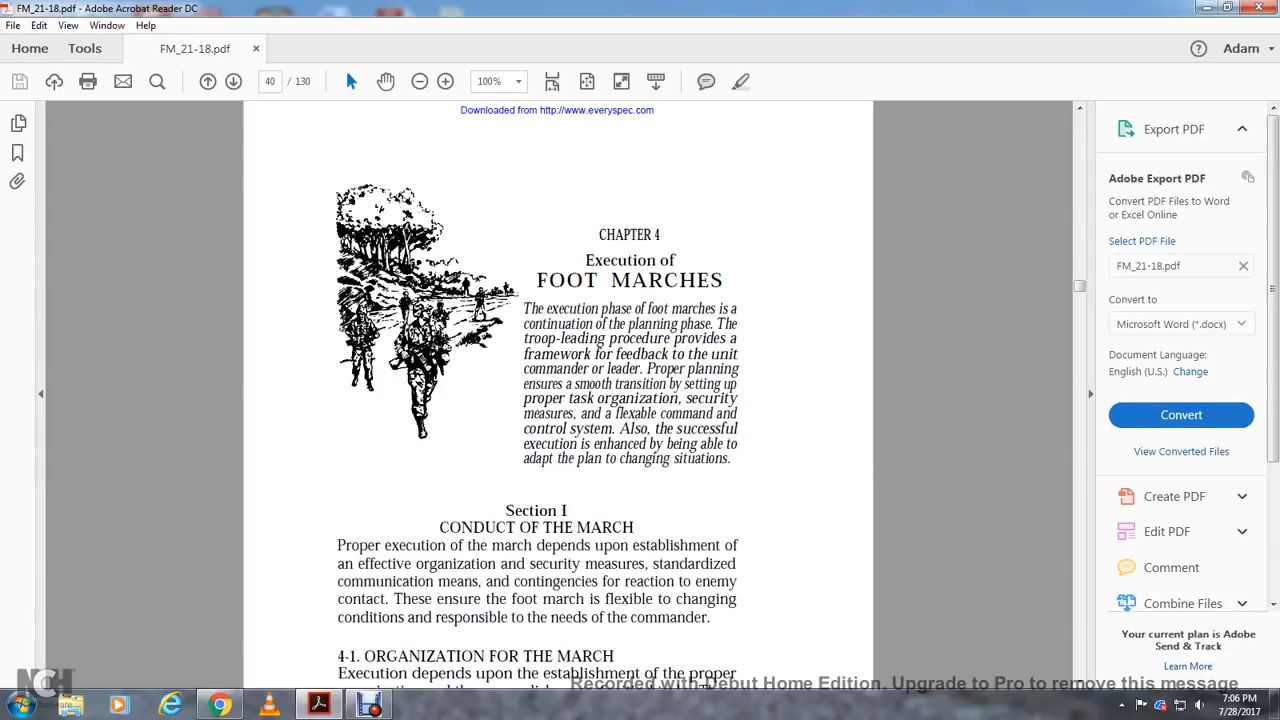 FM_21-18.pdf - Adobe Acrobat Reader DC
File Edit View Window Help
Home Tools FM_21-18.pdf × Adam
40 / 130 100%
Downloaded from http://www.everyspec.com
CHAPTER 4
Execution of
FOOT MARCHES
The execution phase of foot marches is a
continuation of the planning phase. The
troop-leading procedure provides a
framework for feedback to the unit
commander or leader. Proper planning
ensures a smooth transition by setting up
proper task organization, security
measures, and a flexable command and
control system. Also, the successful
execution is enhanced by being able to
adapt the plan to changing situations.
Section I
CONDUCT OF THE MARCH
Proper execution of the march depends upon establishment of
an effective organization and security measures, standardized
communication means, and contingencies for reaction to enemy
contact. These ensure the foot march is flexible to changing
conditions and responsible to the needs of the commander.
4-1. ORGANIZATION FOR THE MARCH
Execution depends upon the establishment of the proper
Export PDF
Adobe Export PDF
Convert PDF Files to Word
or Excel Online
Select PDF File
FM_21-18.pdf
Convert to
Microsoft Word (*.docx)
Document Language:
English (U.S.) Change
Convert
View Converted Files
Create PDF
Edit PDF
Comment
Combine Files
Your current plan is Adobe
Send & Track
Learn More
Recorded with Debut Home Edition. Upgrade to Pro to remove this message
NCH Software
7:06 PM
7/28/2017